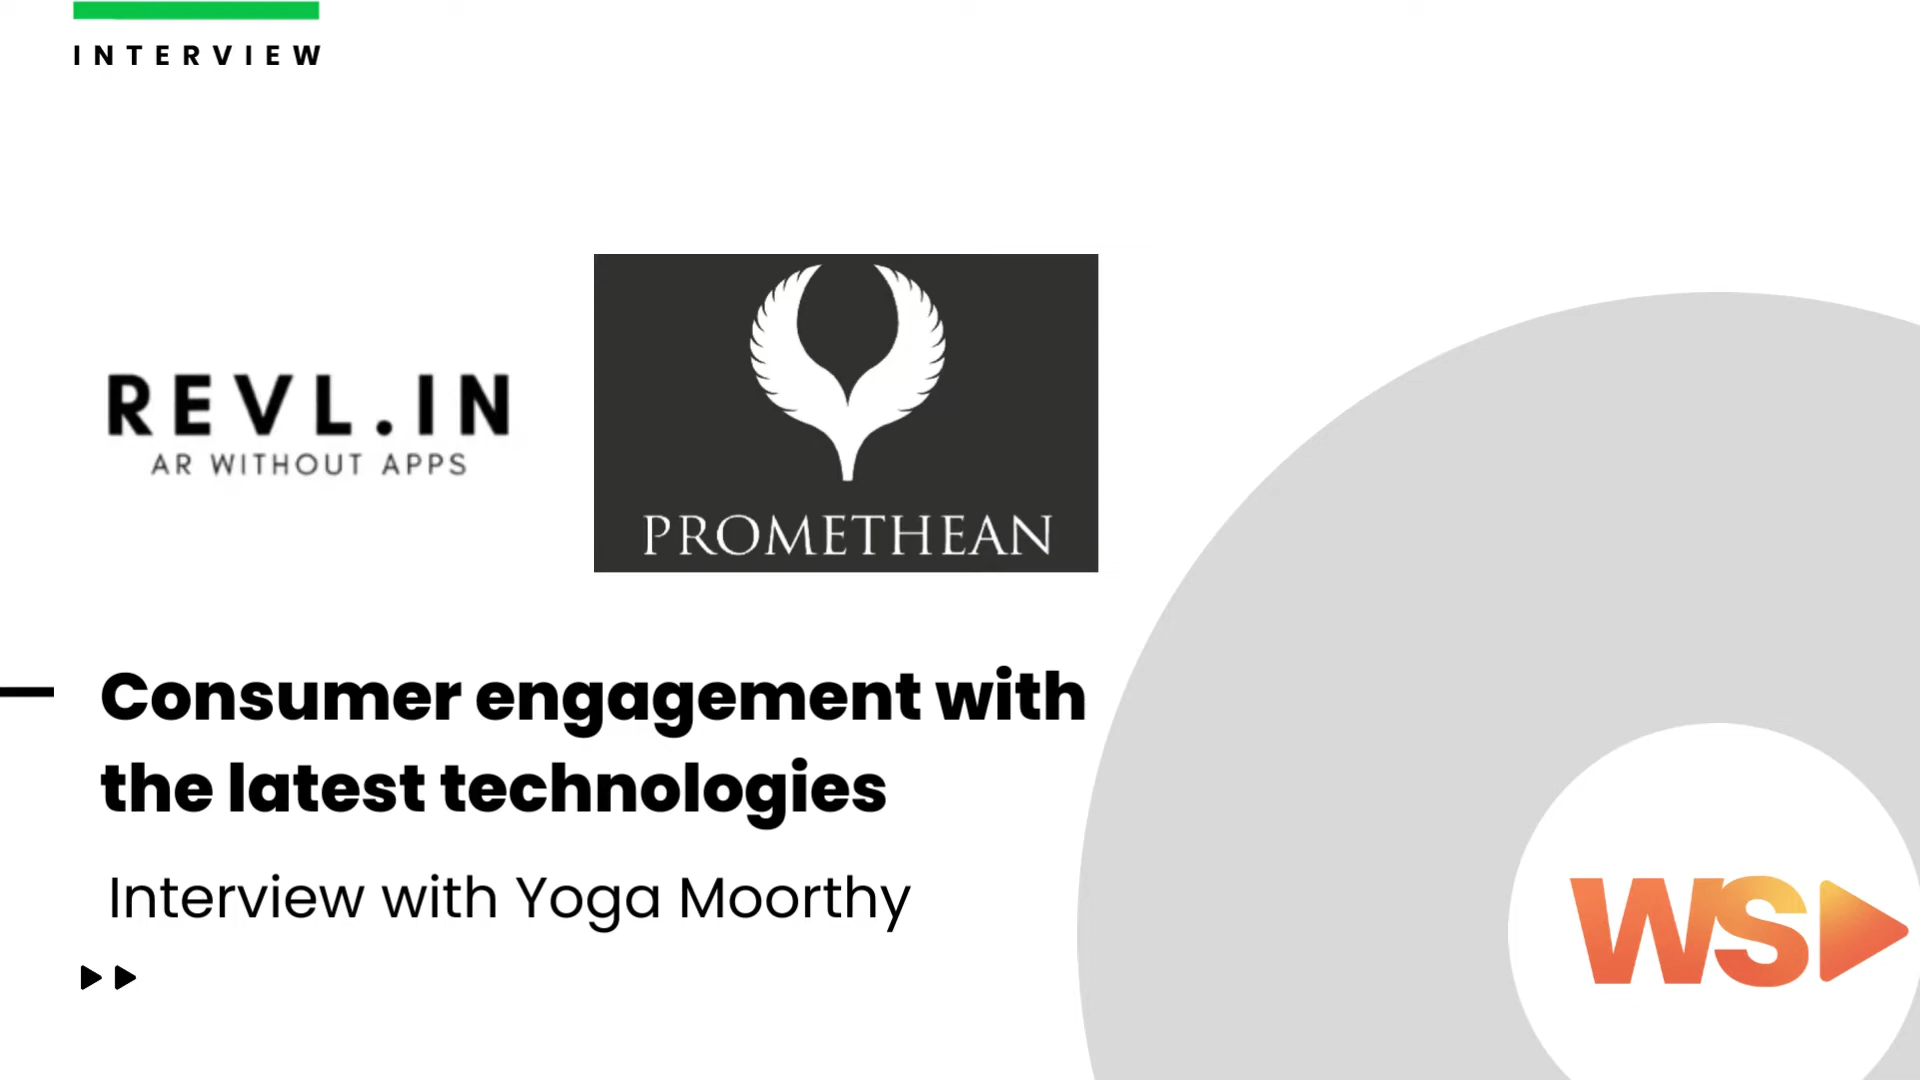 INTERVIEW
REVL.IN
AR WITHOUT APPS
PROMETHEAN
Consumer engagement with
the latest technologies
Interview with Yoga Moorthy
WS